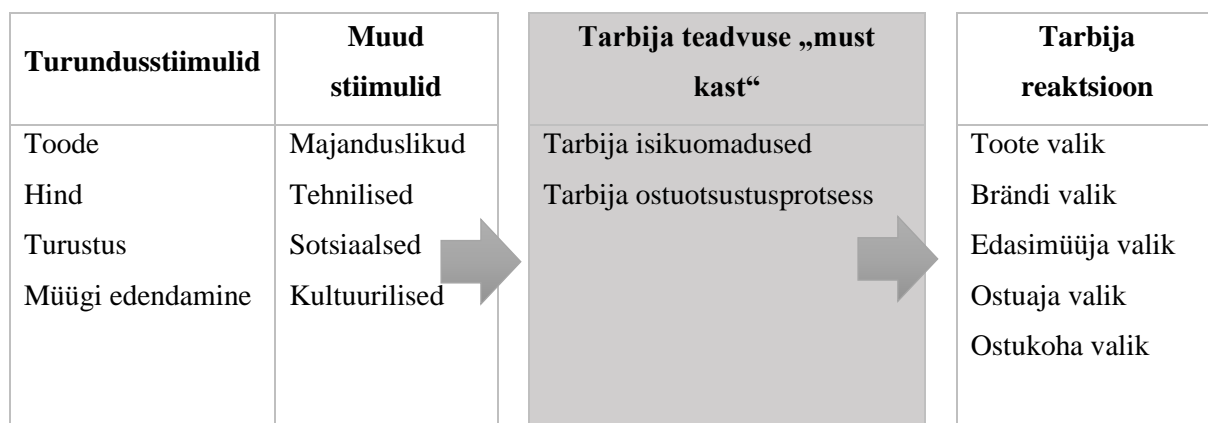 Turundusstiimulid
Muud
stiimulid
Tarbija teadvuse „must
kast“
Tarbija
reaktsioon
Toode
Hind
Turustus
Müügi edendamine
Majanduslikud
Tehnilised
Sotsiaalsed
Kultuurilised
Tarbija isikuomadused
Tarbija ostuotsustusprotsess
Toote valik
Brändi valik
Edasimüüja valik
Ostuaja valik
Ostukoha valik